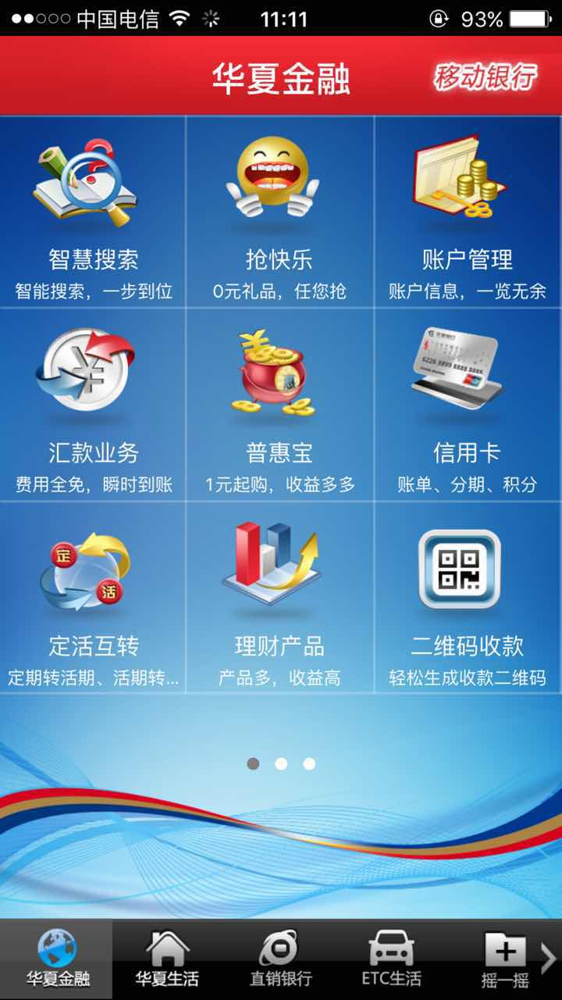 中国电信 11:11 93%
华夏金融 移动银行
智慧搜索 抢快乐 账户管理
智能搜索，一步到位 0元礼品，任您抢 账户信息，一览无余
汇款业务 普惠宝 信用卡
费用全免，瞬时到账 1元起购，收益多多 账单、分期、积分
定
活
定活互转 理财产品 二维码收款
定期转活期、活期转... 产品多，收益高 轻松生成收款二维码
华夏金融 华夏生活 直销银行 ETC生活 摇一摇